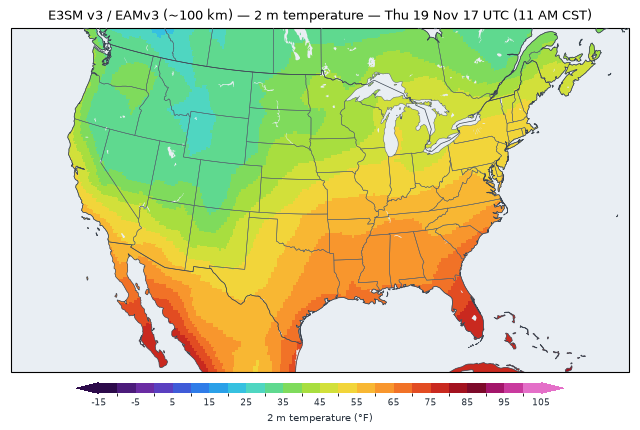 E3SM v3 / EAMv3 (~100 km) — 2 m temperature — Thu 19 Nov 17 UTC (11 AM CST)
-15 -5 5 15 25 35 45 55 65 75 85 95 105
2 m temperature (°F)